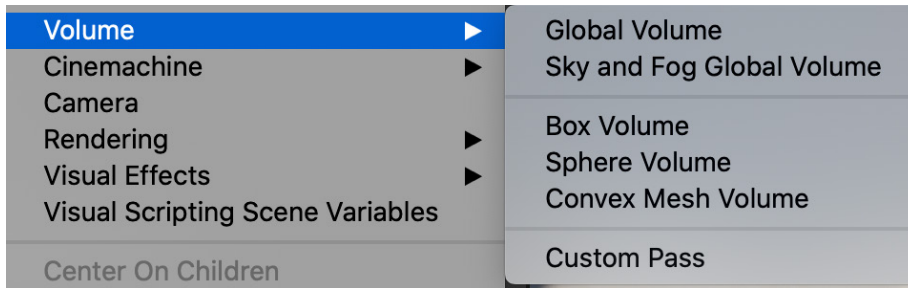 Volume
Cinemachine
Camera
Rendering
Visual Effects
Visual Scripting Scene Variables
Center On Children
Global Volume
Sky and Fog Global Volume
Box Volume
Sphere Volume
Convex Mesh Volume
Custom Pass